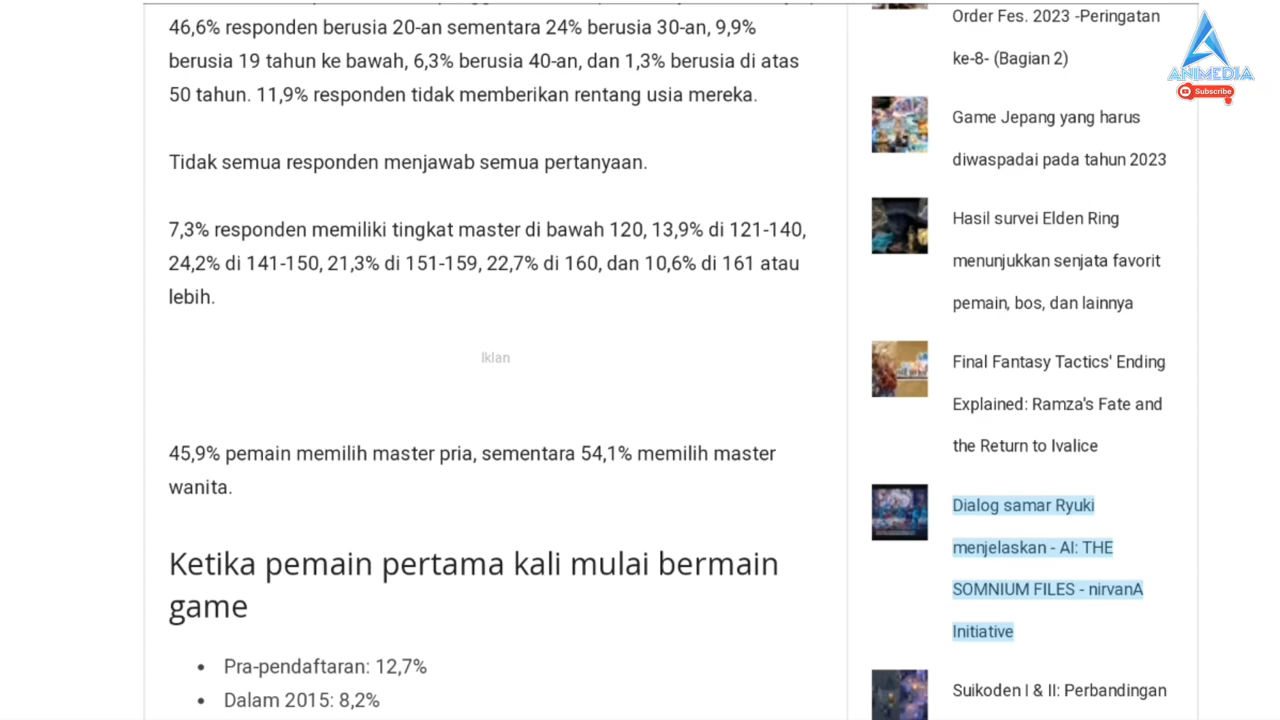 46,6% responden berusia 20-an sementara 24% berusia 30-an, 9,9%
berusia 19 tahun ke bawah, 6,3% berusia 40-an, dan 1,3% berusia di atas
50 tahun. 11,9% responden tidak memberikan rentang usia mereka.
Tidak semua responden menjawab semua pertanyaan.
7,3% responden memiliki tingkat master di bawah 120, 13,9% di 121-140,
24,2% di 141-150, 21,3% di 151-159, 22,7% di 160, dan 10,6% di 161 atau
lebih.
Iklan
45,9% pemain memilih master pria, sementara 54,1% memilih master
wanita.
Ketika pemain pertama kali mulai bermain
game
• Pra-pendaftaran: 12,7%
• Dalam 2015: 8,2%
Order Fes. 2023 -Peringatan
ke-8- (Bagian 2)
Game Jepang yang harus
diwaspadai pada tahun 2023
Hasil survei Elden Ring
menunjukkan senjata favorit
pemain, bos, dan lainnya
Final Fantasy Tactics' Ending
Explained: Ramza's Fate and
the Return to Ivalice
Dialog samar Ryuki
menjelaskan - AI: THE
SOMNIUM FILES - nirvanA
Initiative
Suikoden I & II: Perbandingan
ANIMEDIA
Subscribe